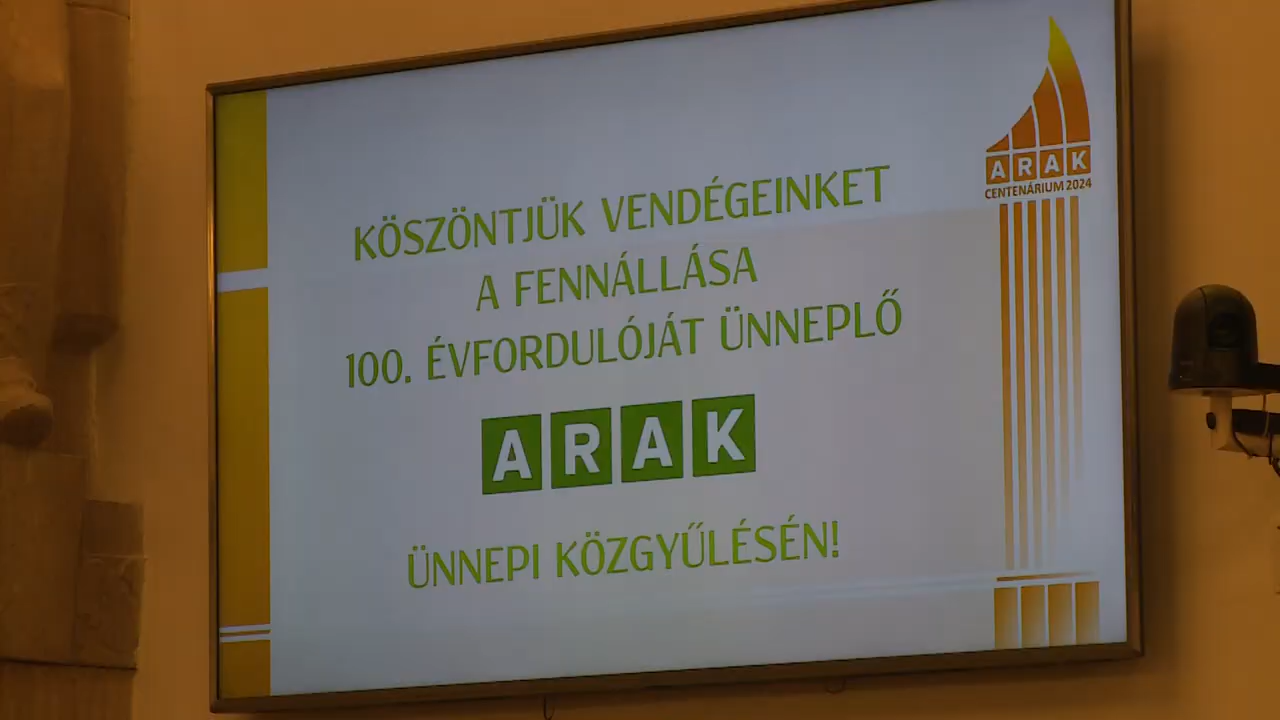 KÖSZÖNTJÜK VENDÉGEINKET
A FENNÁLLÁSA
100. ÉVFORDULÓJÁT ÜNNEPLŐ
ARAK
ÜNNEPI KÖZGYŰLÉSÉN!
ARAK
CENTENÁRIUM 2024